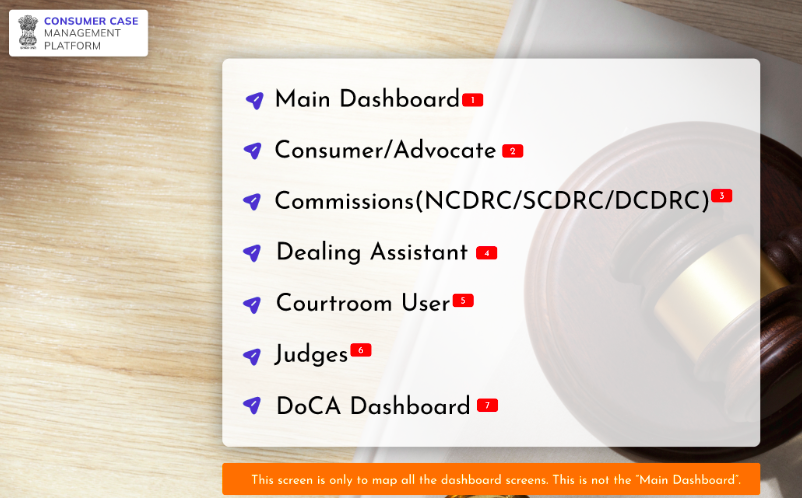 CONSUMER CASE
MANAGEMENT
PLATFORM
Main Dashboard 1
Consumer/Advocate 2
Commissions(NCDRC/SCDRC/DCDRC) 3
Dealing Assistant 4
Courtroom User 5
Judges 6
DoCA Dashboard 7
This screen is only to map all the dashboard screens. This is not the "Main Dashboard".